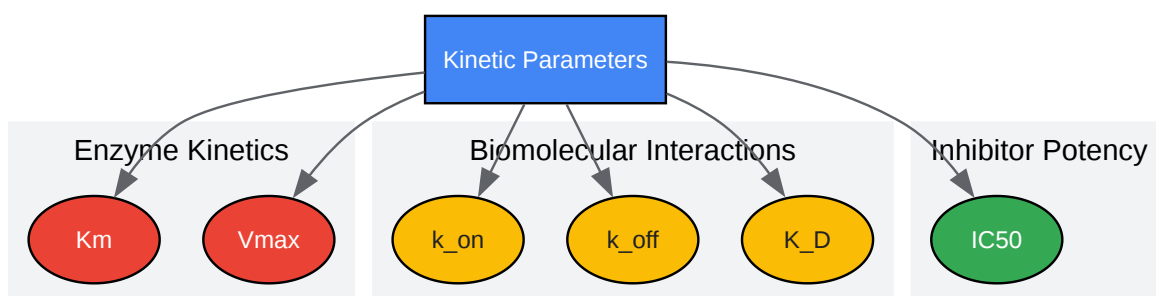 Kinetic Parameters
Enzyme Kinetics
Biomolecular Interactions
Inhibitor Potency
Km
Vmax
k_on
k_off
K_D
IC50